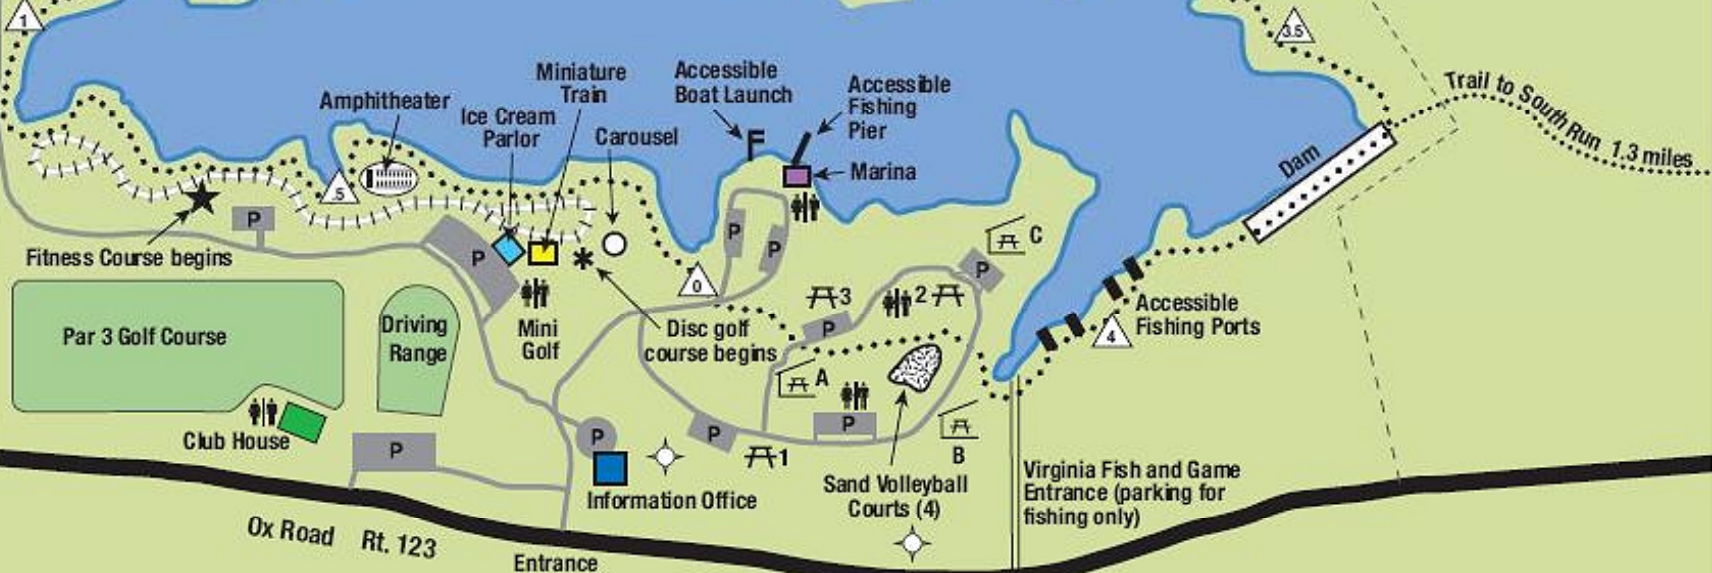 1
3.5
Miniature
Train
Accessible
Boat Launch
Accessible
Fishing
Pier
Amphitheater
Ice Cream
Parlor
Carousel
F
Marina
Trail to South Run 1.3 miles
Dam
.5
P
P
P
P
C
Fitness Course begins
P
0
3
2
P
Accessible
Fishing Ports
4
Par 3 Golf Course
Driving
Range
Mini
Golf
Disc golf
course begins
P
A
Club House
P
P
P
P
1
B
Information Office
Sand Volleyball
Courts (4)
Virginia Fish and Game
Entrance (parking for
fishing only)
Ox Road Rt. 123
Entrance